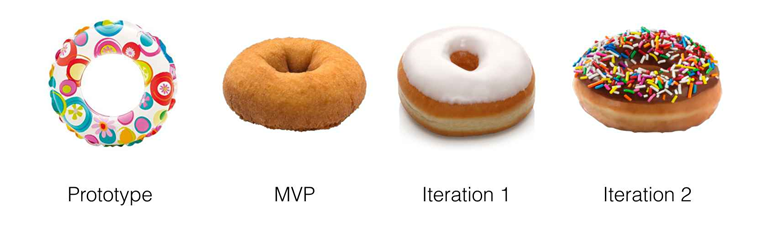 Prototype
MVP
Iteration 1
Iteration 2